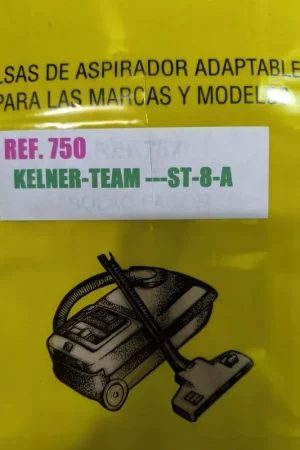 LSAS DE ASPIRADOR ADAPTABLE
PARA LAS MARCAS Y MODELOS
REF. 750
KELNER-TEAM ---ST-8-A